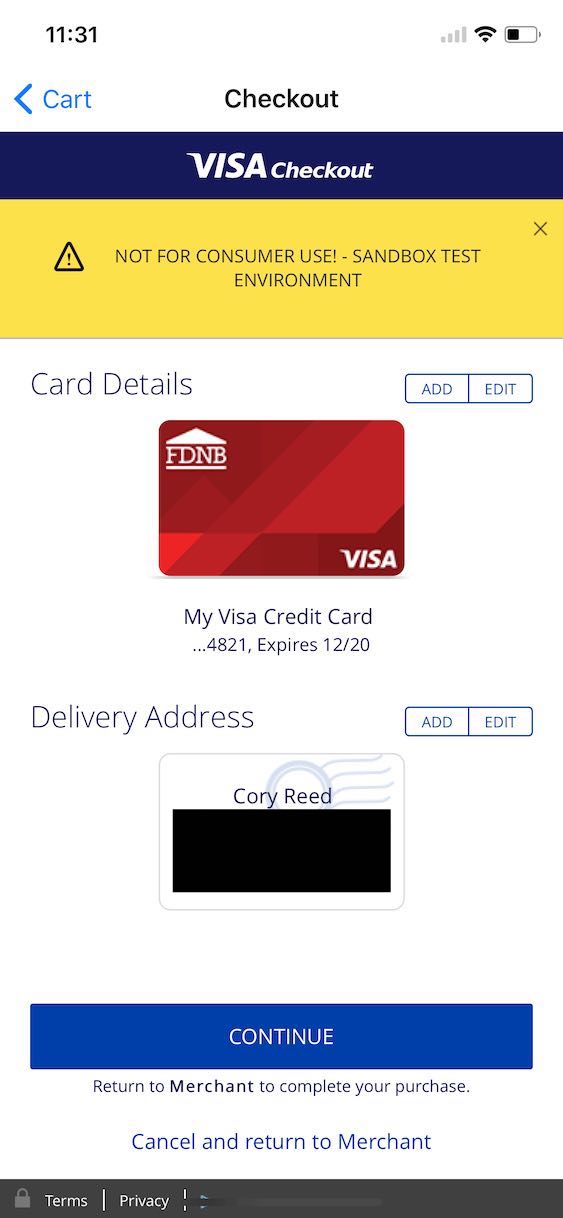 11:31
Cart
Checkout
VISA Checkout
NOT FOR CONSUMER USE! - SANDBOX TEST
ENVIRONMENT
Card Details
ADD EDIT
FDNB
VISA
My Visa Credit Card
...4821, Expires 12/20
Delivery Address
ADD EDIT
Cory Reed
CONTINUE
Return to Merchant to complete your purchase.
Cancel and return to Merchant
Terms Privacy